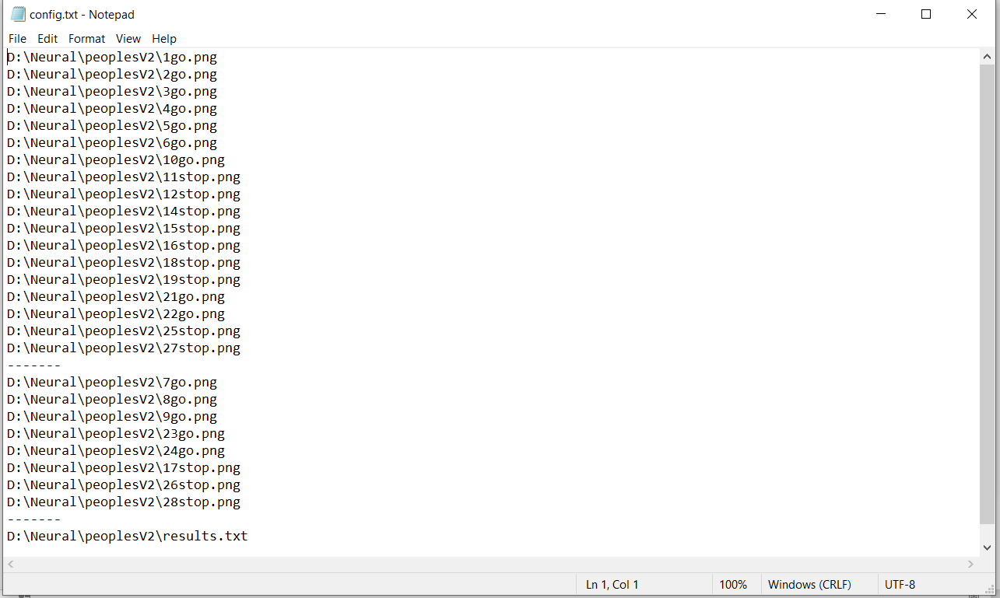 config.txt - Notepad
File Edit Format View Help
D:\Neural\peoplesV2\1go.png
D:\Neural\peoplesV2\2go.png
D:\Neural\peoplesV2\3go.png
D:\Neural\peoplesV2\4go.png
D:\Neural\peoplesV2\5go.png
D:\Neural\peoplesV2\6go.png
D:\Neural\peoplesV2\10go.png
D:\Neural\peoplesV2\11stop.png
D:\Neural\peoplesV2\12stop.png
D:\Neural\peoplesV2\14stop.png
D:\Neural\peoplesV2\15stop.png
D:\Neural\peoplesV2\16stop.png
D:\Neural\peoplesV2\18stop.png
D:\Neural\peoplesV2\19stop.png
D:\Neural\peoplesV2\21go.png
D:\Neural\peoplesV2\22go.png
D:\Neural\peoplesV2\25stop.png
D:\Neural\peoplesV2\27stop.png
-------
D:\Neural\peoplesV2\7go.png
D:\Neural\peoplesV2\8go.png
D:\Neural\peoplesV2\9go.png
D:\Neural\peoplesV2\23go.png
D:\Neural\peoplesV2\24go.png
D:\Neural\peoplesV2\17stop.png
D:\Neural\peoplesV2\26stop.png
D:\Neural\peoplesV2\28stop.png
-------
D:\Neural\peoplesV2\results.txt
Ln 1, Col 1 100% Windows (CRLF) UTF-8